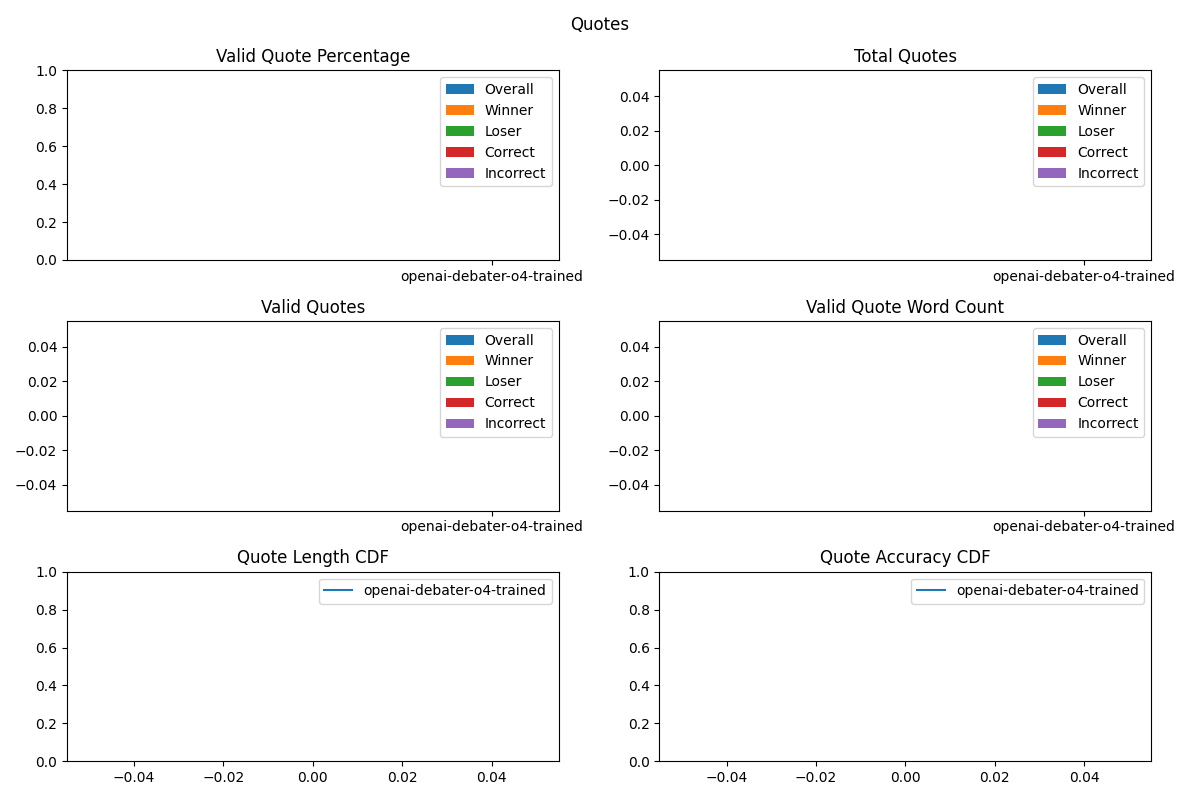 Quotes
Valid Quote Percentage
1.0
0.8
0.6
0.4
0.2
0.0
Overall
Winner
Loser
Correct
Incorrect
openai-debater-o4-trained
Total Quotes
0.04
0.02
0.00
−0.02
−0.04
Overall
Winner
Loser
Correct
Incorrect
openai-debater-o4-trained
Valid Quotes
0.04
0.02
0.00
−0.02
−0.04
Overall
Winner
Loser
Correct
Incorrect
openai-debater-o4-trained
Valid Quote Word Count
0.04
0.02
0.00
−0.02
−0.04
Overall
Winner
Loser
Correct
Incorrect
openai-debater-o4-trained
Quote Length CDF
1.0
0.8
0.6
0.4
0.2
0.0
openai-debater-o4-trained
−0.04 −0.02 0.00 0.02 0.04
Quote Accuracy CDF
1.0
0.8
0.6
0.4
0.2
0.0
openai-debater-o4-trained
−0.04 −0.02 0.00 0.02 0.04